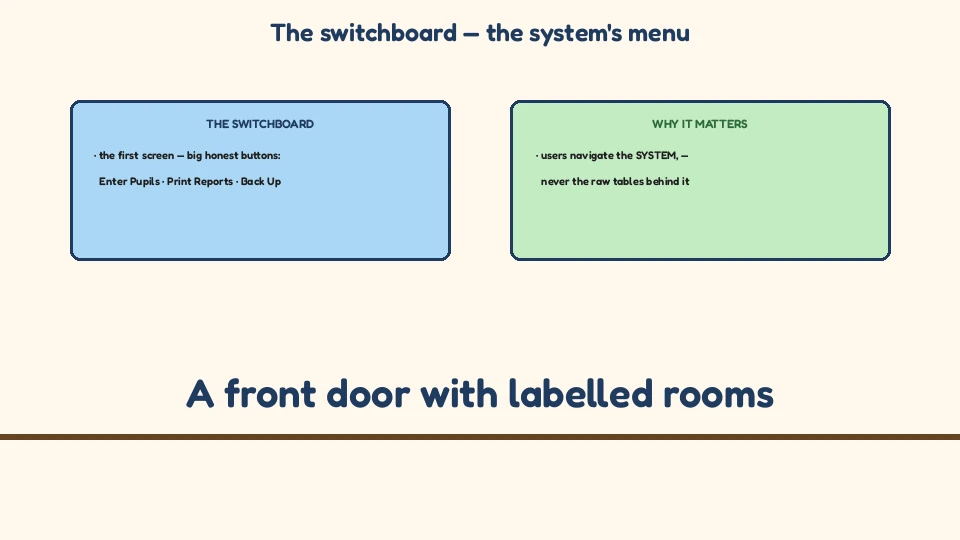 The switchboard — the system's menu
THE SWITCHBOARD
· the first screen — big honest buttons:
Enter Pupils · Print Reports · Back Up
WHY IT MATTERS
· users navigate the SYSTEM, —
never the raw tables behind it
A front door with labelled rooms